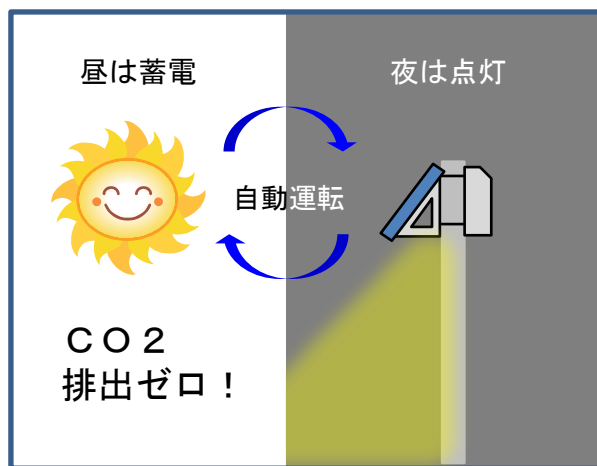 昼は蓄電
夜は点灯
自動運転
ＣＯ２
排出ゼロ！